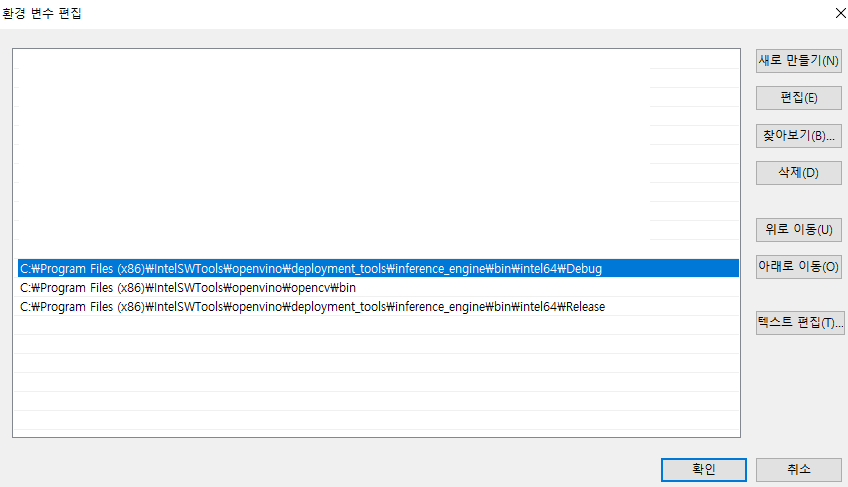 환경 변수 편집
C:₩Program Files (x86)₩IntelSWTools₩openvino₩deployment_tools₩inference_engine₩bin₩intel64₩Debug
C:₩Program Files (x86)₩IntelSWTools₩openvino₩opencv₩bin
C:₩Program Files (x86)₩IntelSWTools₩openvino₩deployment_tools₩inference_engine₩bin₩intel64₩Release
새로 만들기(N)
편집(E)
찾아보기(B)...
삭제(D)
위로 이동(U)
아래로 이동(O)
텍스트 편집(T)...
확인
취소